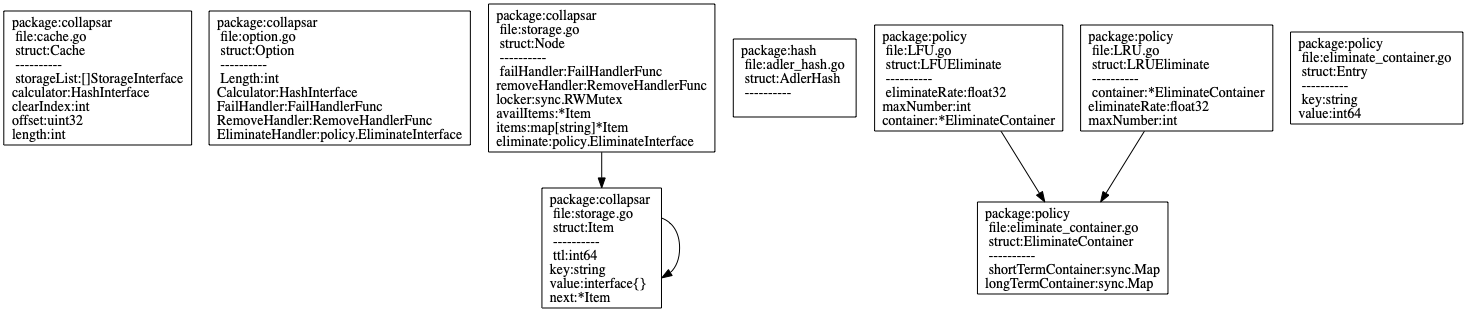 package:collapsar
file:cache.go
struct:Cache
----------
storageList:[]StorageInterface
calculator:HashInterface
clearIndex:int
offset:uint32
length:int
package:collapsar
file:option.go
struct:Option
----------
Length:int
Calculator:HashInterface
FailHandler:FailHandlerFunc
RemoveHandler:RemoveHandlerFunc
EliminateHandler:policy.EliminateInterface
package:collapsar
file:storage.go
struct:Node
----------
failHandler:FailHandlerFunc
removeHandler:RemoveHandlerFunc
locker:sync.RWMutex
availItems:*Item
items:map[string]*Item
eliminate:policy.EliminateInterface
package:hash
file:adler_hash.go
struct:AdlerHash
----------
package:policy
file:LFU.go
struct:LFUEliminate
----------
eliminateRate:float32
maxNumber:int
container:*EliminateContainer
package:policy
file:LRU.go
struct:LRUEliminate
----------
container:*EliminateContainer
eliminateRate:float32
maxNumber:int
package:policy
file:eliminate_container.go
struct:Entry
----------
key:string
value:int64
package:collapsar
file:storage.go
struct:Item
----------
ttl:int64
key:string
value:interface{}
next:*Item
package:policy
file:eliminate_container.go
struct:EliminateContainer
----------
shortTermContainer:sync.Map
longTermContainer:sync.Map